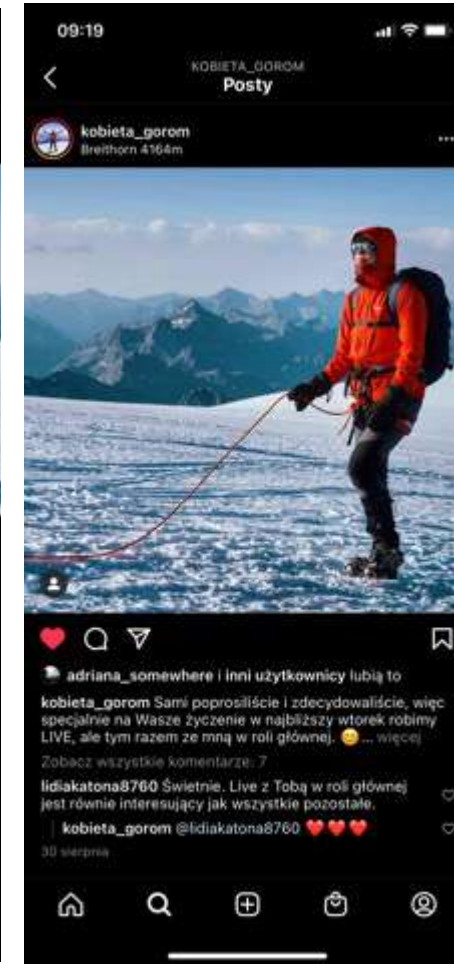 09:19
KOBIETA_GOROM
Posty
kobieta_gorom
Breithorn 4164m
adriana_somewhere i inni użytkownicy lubią to
kobieta_gorom Sami poprosiliście i zdecydowaliście, więc
specjalnie na Wasze życzenie w najbliższy wtorek robimy
LIVE, ale tym razem ze mną w roli głównej. 😊... więcej
Zobacz wszystkie komentarze: 7
lidiakatona8760 Świetnie. Live z Tobą w roli głównej
jest równie interesujący jak wszystkie pozostałe.
kobieta_gorom @lidiakatona8760 ❤️❤️❤️
30 sierpnia